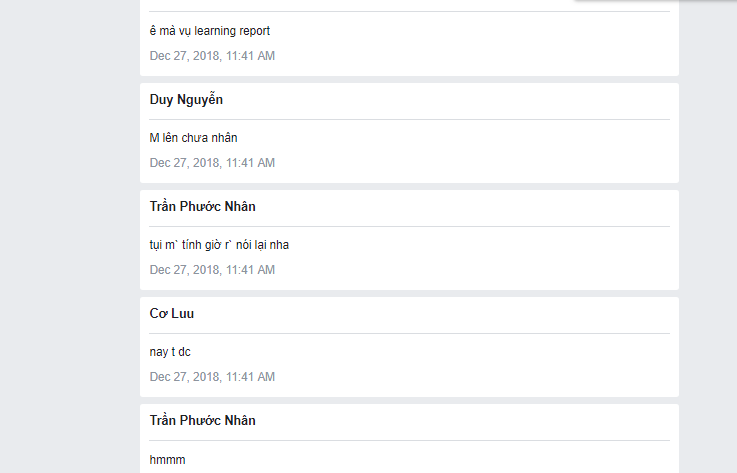 ê mà vụ learning report
Dec 27, 2018, 11:41 AM
Duy Nguyễn
M lên chưa nhân
Dec 27, 2018, 11:41 AM
Trần Phước Nhân
tụi m` tính giờ r` nói lại nha
Dec 27, 2018, 11:41 AM
Cơ Luu
nay t dc
Dec 27, 2018, 11:41 AM
Trần Phước Nhân
hmmm